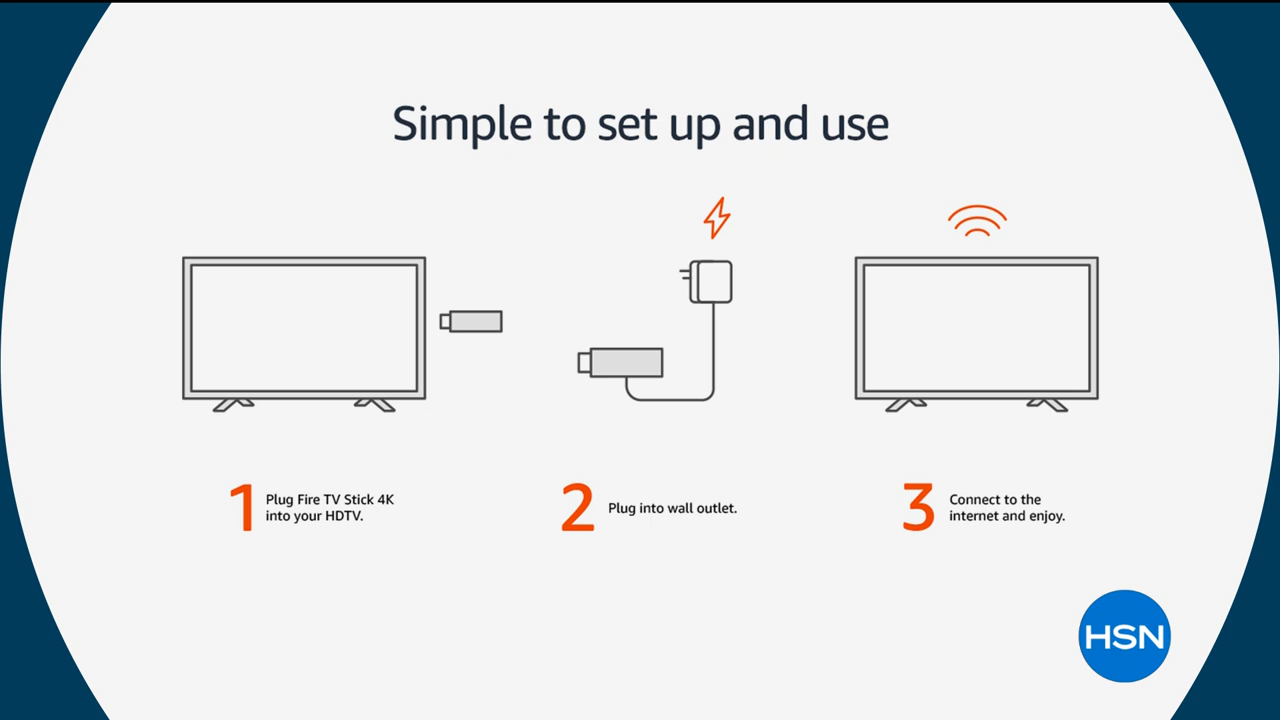 Simple to set up and use
1 Plug Fire TV Stick 4K
into your HDTV.
2 Plug into wall outlet.
3 Connect to the
internet and enjoy.
HSN